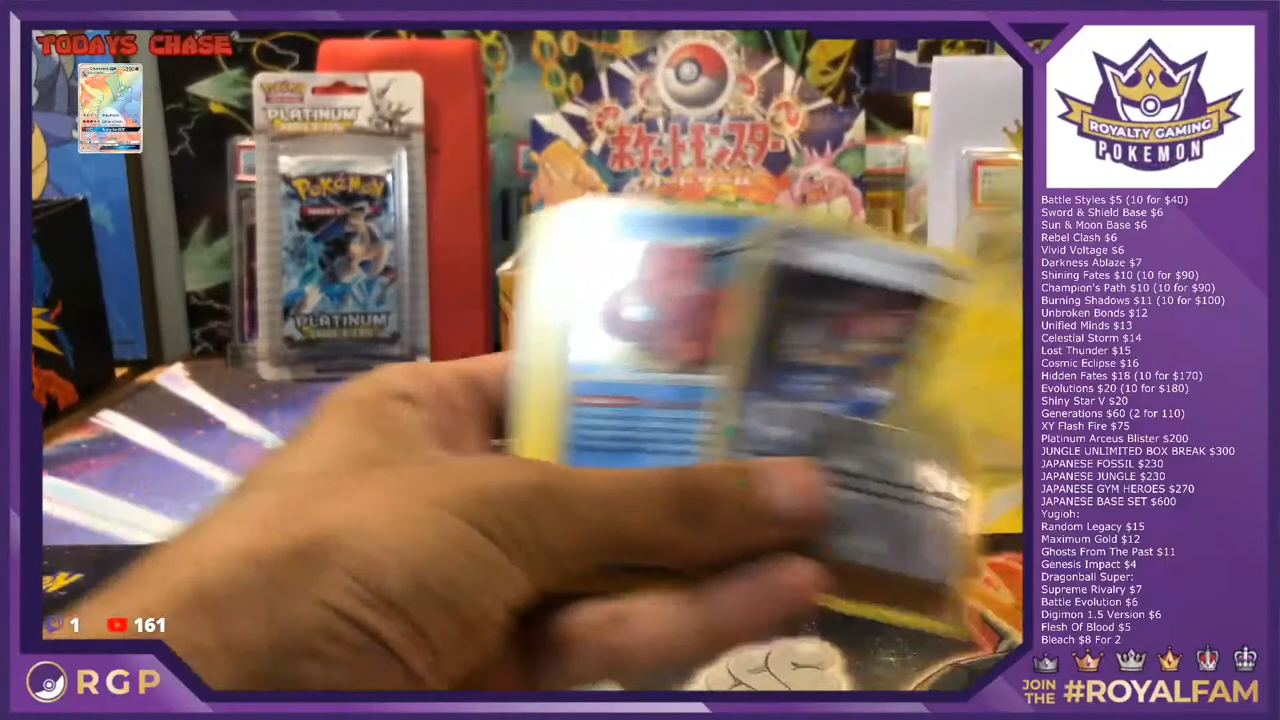 TODAYS CHASE
PLATINUM
POKéMON
PLATINUM
ポケットモンスター
ROYALTY GAMING
POKEMON
Battle Styles $5 (10 for $40)
Sword & Shield Base $6
Sun & Moon Base $6
Rebel Clash $6
Vivid Voltage $6
Darkness Ablaze $7
Shining Fates $10 (10 for $90)
Champion's Path $10 (10 for $90)
Burning Shadows $11 (10 for $100)
Unbroken Bonds $12
Unified Minds $13
Celestial Storm $14
Lost Thunder $15
Cosmic Eclipse $16
Hidden Fates $18 (10 for $170)
Evolutions $20 (10 for $180)
Shiny Star V $20
Generations $60 (2 for 110)
XY Flash Fire $75
Platinum Arceus Blister $200
JUNGLE UNLIMITED BOX BREAK $300
JAPANESE FOSSIL $230
JAPANESE JUNGLE $230
JAPANESE GYM HEROES $270
JAPANESE BASE SET $600
Yugioh:
Random Legacy $15
Maximum Gold $12
Ghosts From The Past $11
Genesis Impact $4
Dragonball Super:
Supreme Rivalry $7
Battle Evolution $6
Digimon 1.5 Version $6
Flesh Of Blood $5
Bleach $8 For 2
1 161
RGP
JOIN
THE #ROYALFAM